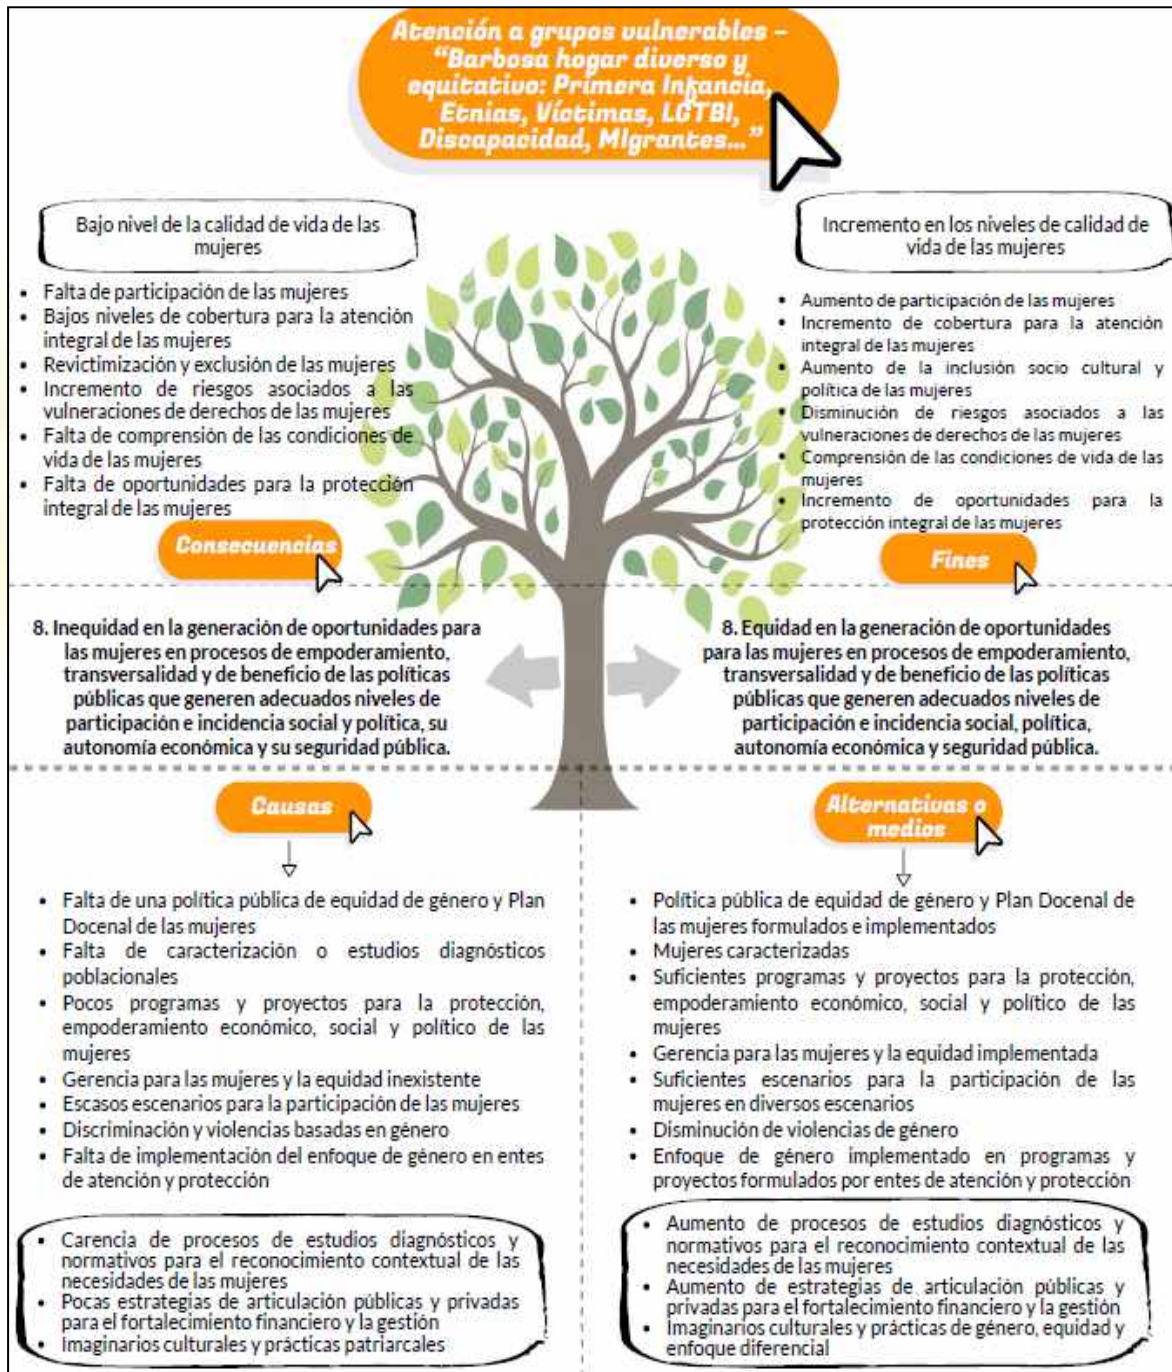 Atención a grupos vulnerables –
“Barbosa hogar diverso y
equitativo: Primera Infancia,
Etnias, Víctimas, LGTBI,
Discapacidad, MIgrantes...”
Bajo nivel de la calidad de vida de las
mujeres
• Falta de participación de las mujeres
• Bajos niveles de cobertura para la atención
integral de las mujeres
• Revictimización y exclusión de las mujeres
• Incremento de riesgos asociados a las
vulneraciones de derechos de las mujeres
• Falta de comprensión de las condiciones de
vida de las mujeres
• Falta de oportunidades para la protección
integral de las mujeres
Consecuencias
Incremento en los niveles de calidad de
vida de las mujeres
• Aumento de participación de las mujeres
• Incremento de cobertura para la atención
integral de las mujeres
• Aumento de la inclusión socio cultural y
política de las mujeres
• Disminución de riesgos asociados a las
vulneraciones de derechos de las mujeres
• Comprensión de las condiciones de vida de las
mujeres
• Incremento de oportunidades para la
protección integral de las mujeres
Fines
8. Inequidad en la generación de oportunidades para
las mujeres en procesos de empoderamiento,
transversalidad y de beneficio de las políticas
públicas que generen adecuados niveles de
participación e incidencia social y política, su
autonomía económica y su seguridad pública.
8. Equidad en la generación de oportunidades
para las mujeres en procesos de empoderamiento,
transversalidad y de beneficio de las políticas
públicas que generen adecuados niveles de
participación e incidencia social, política,
autonomía económica y seguridad pública.
Causas
• Falta de una política pública de equidad de género y Plan
Docenal de las mujeres
• Falta de caracterización o estudios diagnósticos
poblacionales
• Pocos programas y proyectos para la protección,
empoderamiento económico, social y político de las
mujeres
• Gerencia para las mujeres y la equidad inexistente
• Escasos escenarios para la participación de las mujeres
• Discriminación y violencias basadas en género
• Falta de implementación del enfoque de género en entes
de atención y protección
• Carencia de procesos de estudios diagnósticos y
normativos para el reconocimiento contextual de las
necesidades de las mujeres
• Pocas estrategias de articulación públicas y privadas
para el fortalecimiento financiero y la gestión
• Imaginarios culturales y prácticas patriarcales
Alternativas o
medios
• Política pública de equidad de género y Plan Docenal de
las mujeres formulados e implementados
• Mujeres caracterizadas
• Suficientes programas y proyectos para la protección,
empoderamiento económico, social y político de las
mujeres
• Gerencia para las mujeres y la equidad implementada
• Suficientes escenarios para la participación de las
mujeres en diversos escenarios
• Disminución de violencias de género
• Enfoque de género implementado en programas y
proyectos formulados por entes de atención y protección
• Aumento de procesos de estudios diagnósticos y
normativos para el reconocimiento contextual de las
necesidades de las mujeres
• Aumento de estrategias de articulación públicas y
privadas para el fortalecimiento financiero y la gestión
• Imaginarios culturales y prácticas de género, equidad y
enfoque diferencial